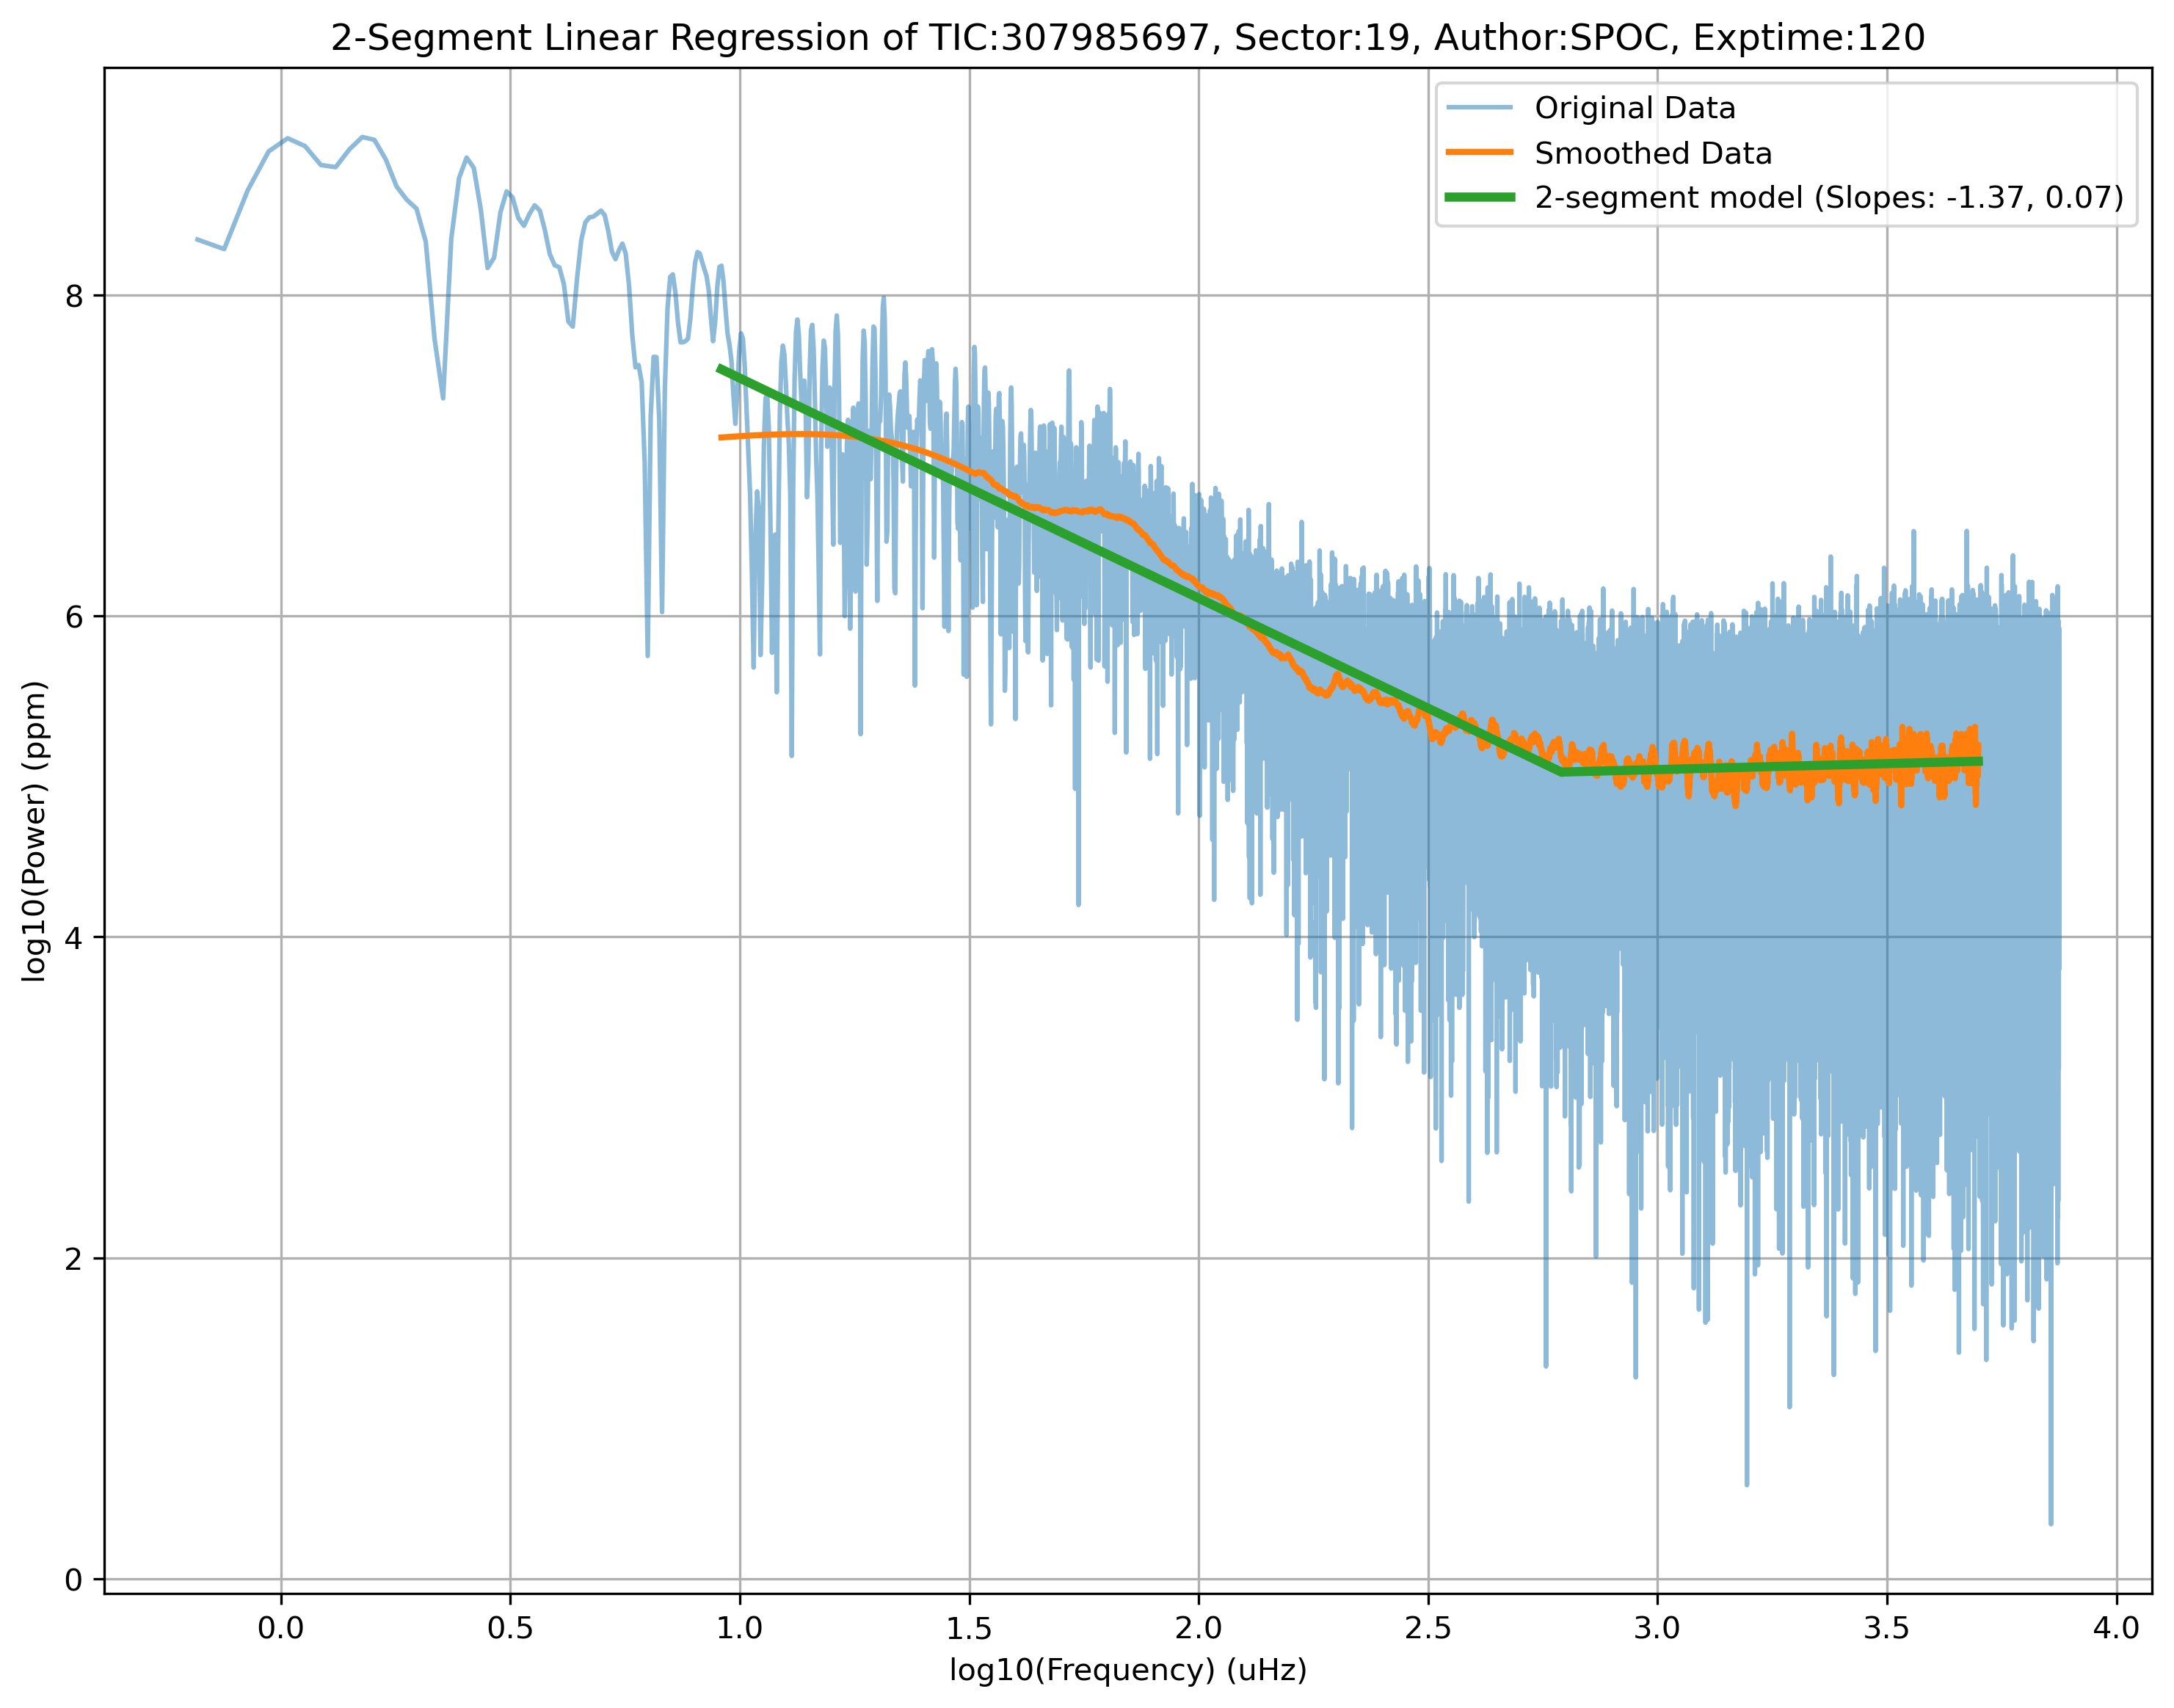 2-Segment Linear Regression of TIC:307985697, Sector:19, Author:SPOC, Exptime:120
Original Data
Smoothed Data
2-segment model (Slopes: -1.37, 0.07)
log10(Power) (ppm)
8
6
4
2
0
0.0 0.5 1.0 1.5 2.0 2.5 3.0 3.5 4.0
log10(Frequency) (uHz)